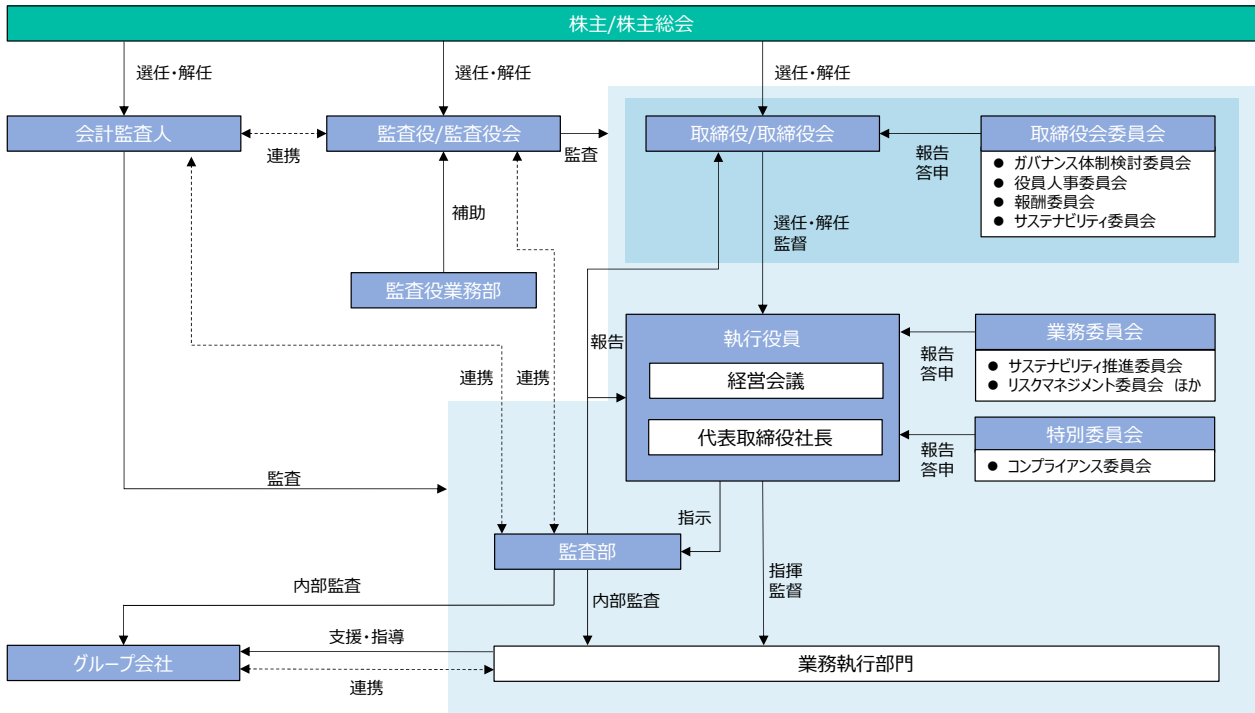 株主/株主総会
選任・解任
選任・解任
選任・解任
会計監査人
連携
監査役/監査役会
監査
取締役/取締役会
報告
答申
取締役会委員会
● ガバナンス体制検討委員会
● 役員人事委員会
● 報酬委員会
● サステナビリティ委員会
補助
選任・解任
監督
監査役業務部
報告
執行役員
経営会議
代表取締役社長
報告
答申
業務委員会
● サステナビリティ推進委員会
● リスクマネジメント委員会 ほか
連携
連携
報告
答申
特別委員会
● コンプライアンス委員会
監査
指示
監査部
内部監査
内部監査
指揮
監督
支援・指導
グループ会社
連携
業務執行部門